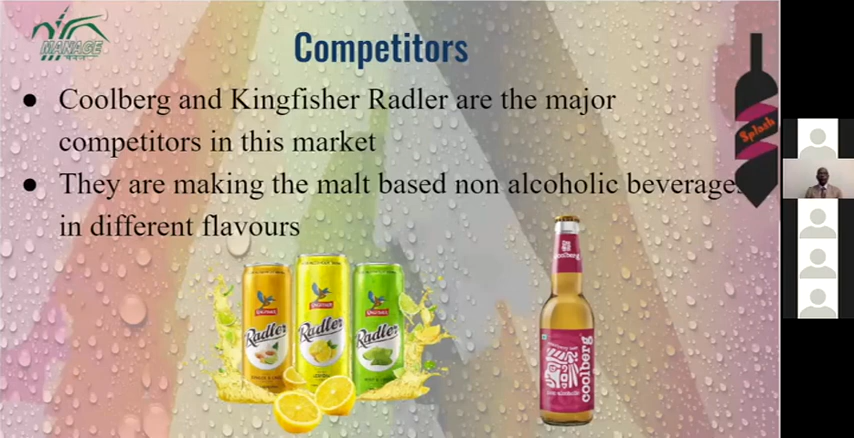 MANAGE
Competitors
Splash
● Coolberg and Kingfisher Radler are the major
competitors in this market
● They are making the malt based non alcoholic beverages
in different flavours
Radler
Radler
Radler
coolberg
coolberg